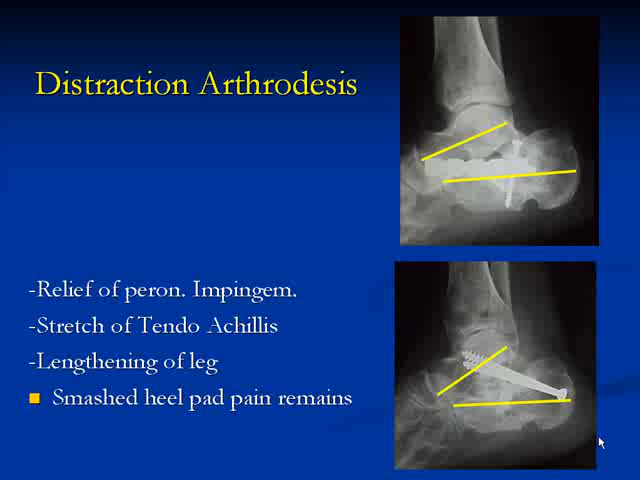 Distraction Arthrodesis
-Relief of peron. Impingem.
-Stretch of Tendo Achillis
-Lengthening of leg
Smashed heel pad pain remains